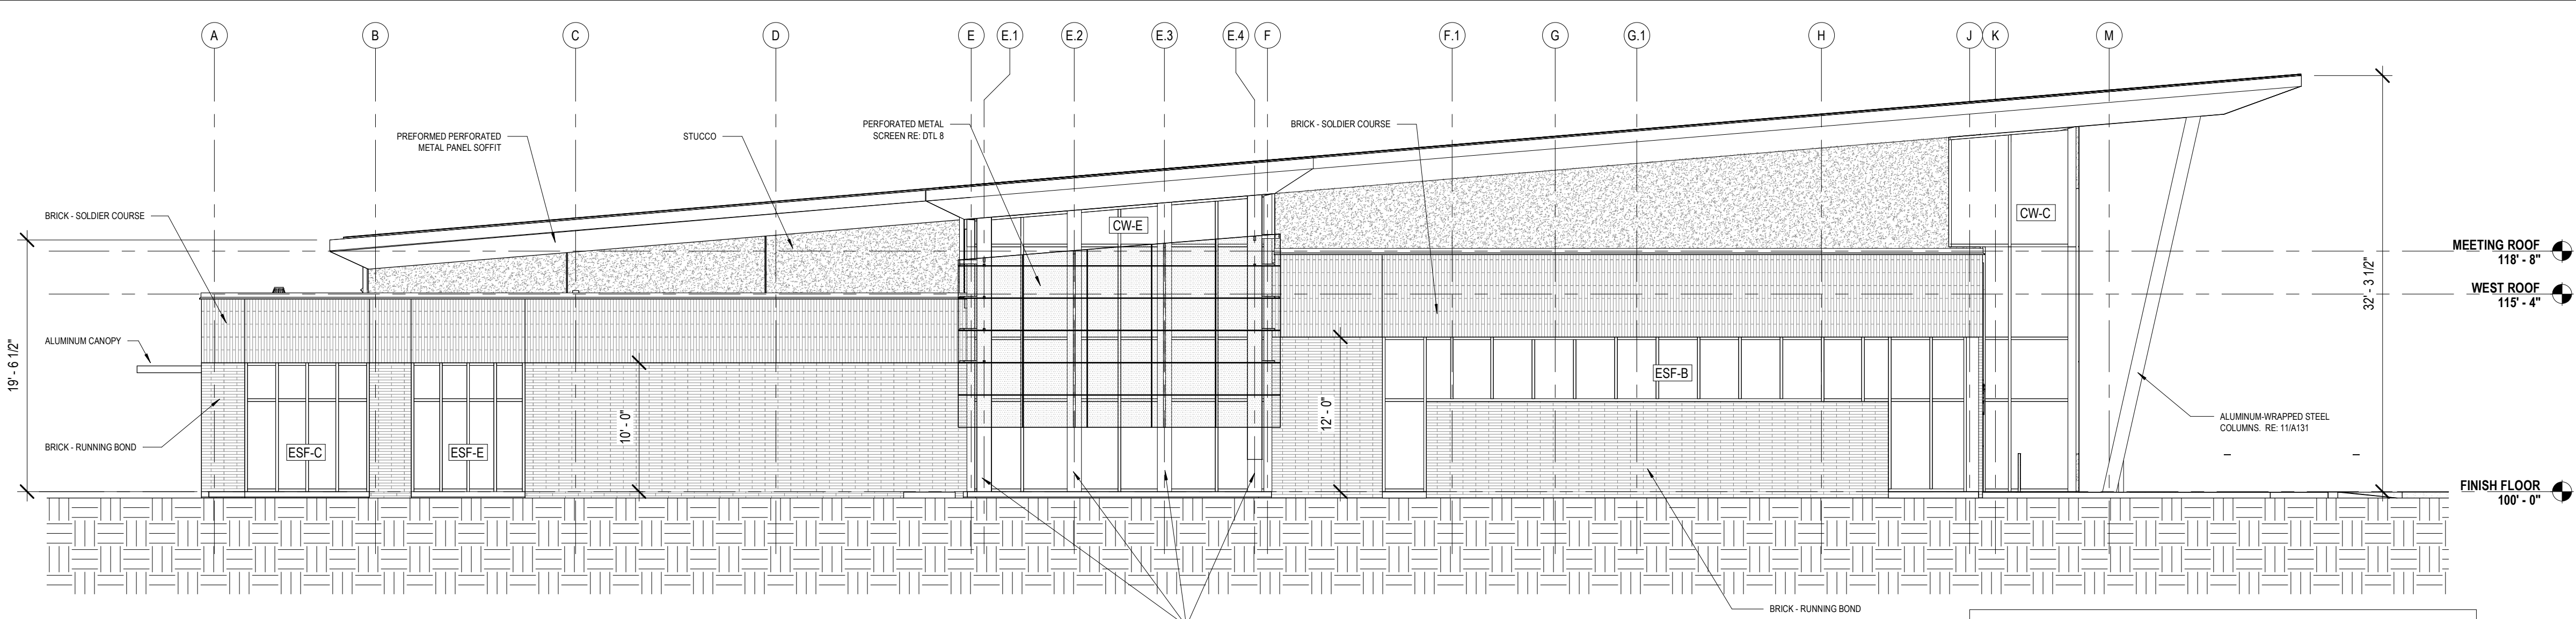 A
B
C
D
E
E.1
E.2
E.3
E.4
F
F.1
G
G.1
H
J
K
M
PERFORATED METAL
SCREEN RE: DTL 8
BRICK - SOLDIER COURSE
PREFORMED PERFORATED
METAL PANEL SOFFIT
STUCCO
BRICK - SOLDIER COURSE
CW-E
CW-C
MEETING ROOF
118' - 8"
WEST ROOF
115' - 4"
32' - 3 1/2"
ALUMINUM CANOPY
19' - 6 1/2"
ESF-B
10' - 0"
12' - 0"
ALUMINUM-WRAPPED STEEL
COLUMNS. RE: 11/A131
BRICK - RUNNING BOND
ESF-C
ESF-E
FINISH FLOOR
100' - 0"
BRICK - RUNNING BOND